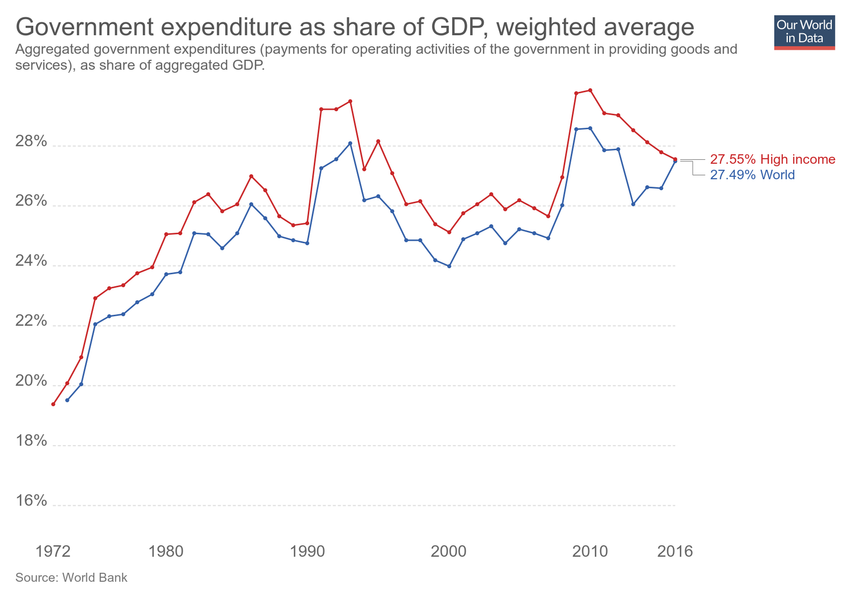 Government expenditure as share of GDP, weighted average
Our World
in Data
Aggregated government expenditures (payments for operating activities of the government in providing goods and
services), as share of aggregated GDP.
28%
27.55% High income
27.49% World
26%
24%
22%
20%
18%
16%
1972
1980
1990
2000
2010
2016
Source: World Bank